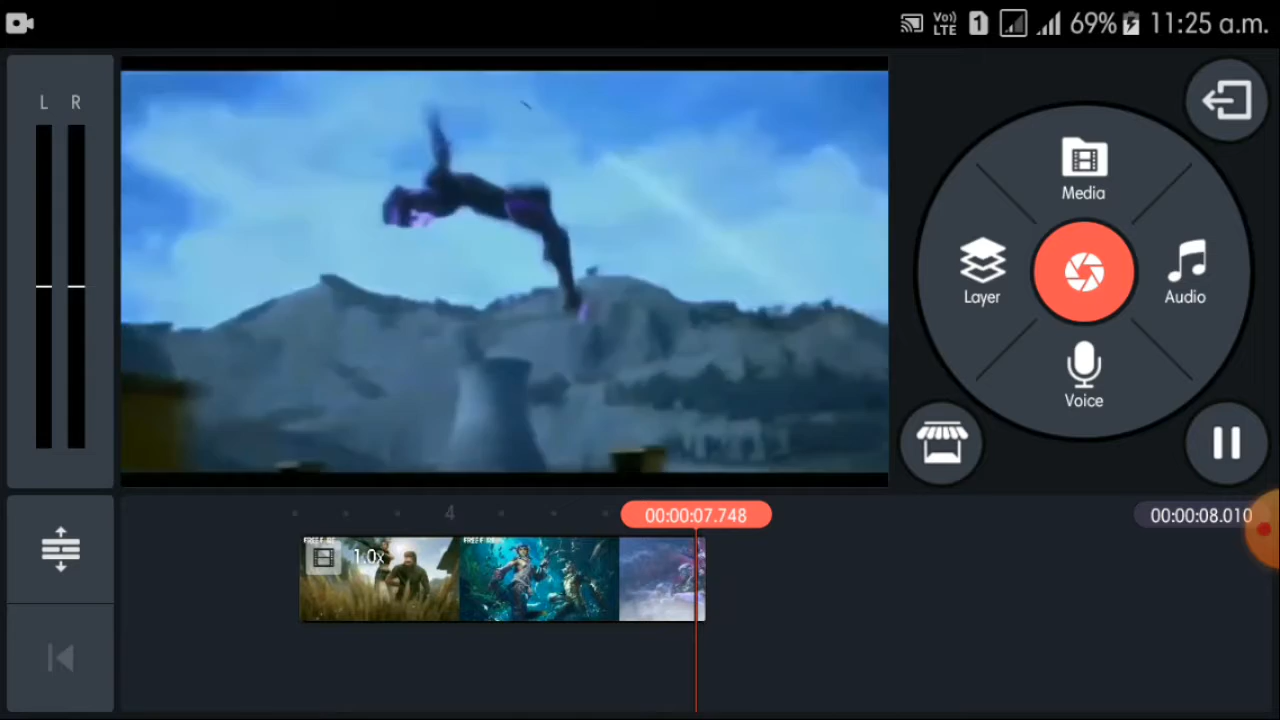 Vo))
LTE
1
69%
11:25 a.m.
L R
Media
Layer
Audio
Voice
4
00:00:07.748
00:00:08.010
1.0x